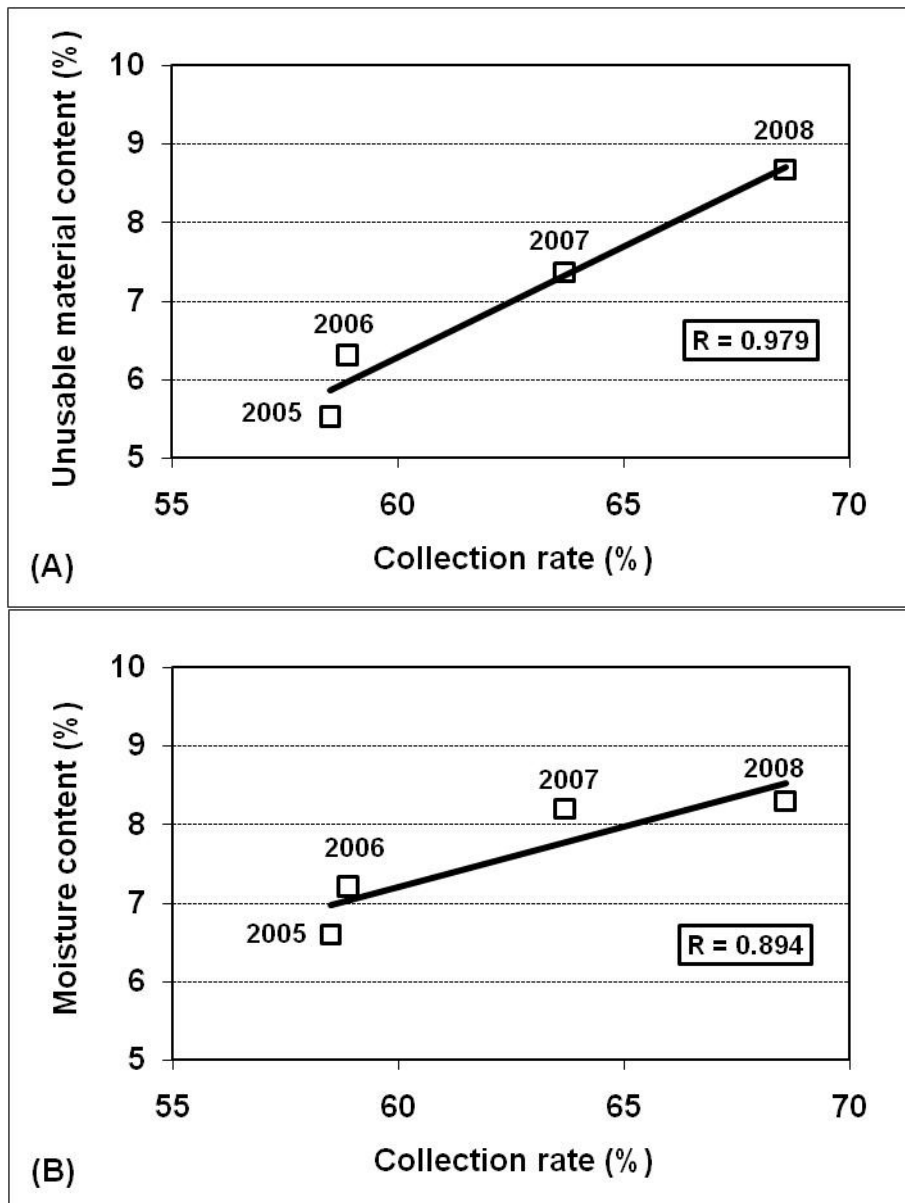 Unusable material content (%)
10
9
8
7
6
5
2008
2007
2006
2005
R = 0.979
55 60 65 70
Collection rate (%)
(A)
Moisture content (%)
10
9
8
7
6
5
2008
2007
2006
2005
R = 0.894
55 60 65 70
Collection rate (%)
(B)